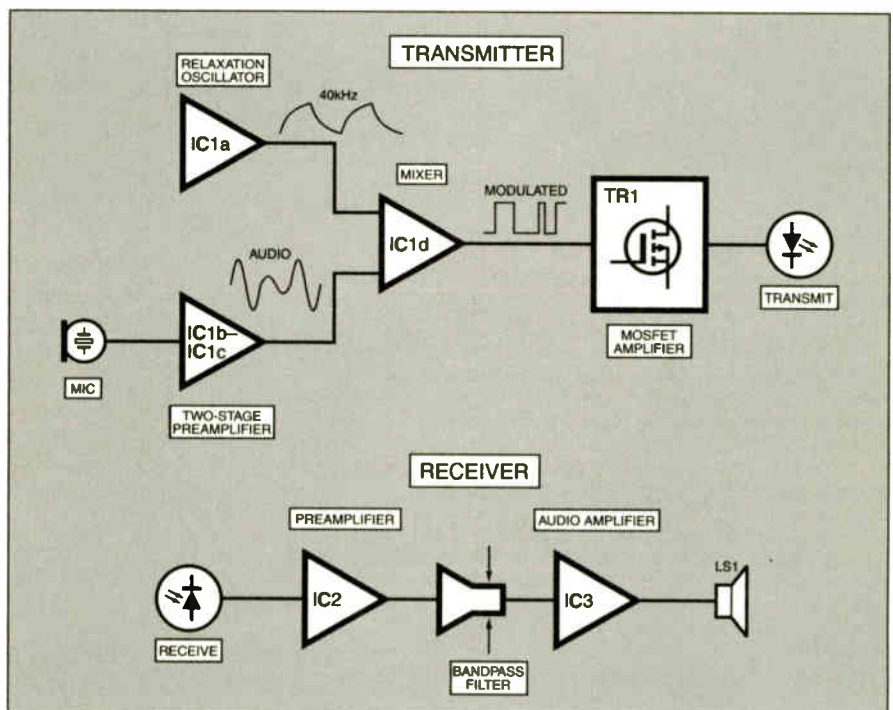 TRANSMITTER
RELAXATION
OSCILLATOR
40kHz
IC1a
MIXER
MODULATED
TR1
IC1d
AUDIO
TRANSMIT
IC1b–
IC1c
MOSFET
AMPLIFIER
MIC
TWO-STAGE
PREAMPLIFIER
RECEIVER
PREAMPLIFIER
AUDIO AMPLIFIER
LS1
IC2
IC3
RECEIVE
BANDPASS
FILTER